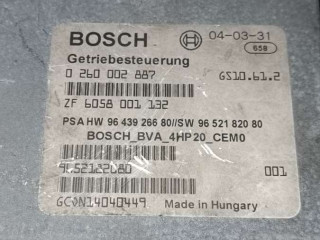 BOSCH 04-03-31
658
Getriebesteuerung
0 260 002 887 GS10.61.2
ZF 6058 001 132
PSA HW 96 439 266 80//SW 96 521 820 80
BOSCH_BVA_4HP20_CEM0
001
GCDN14040449 Made in Hungary